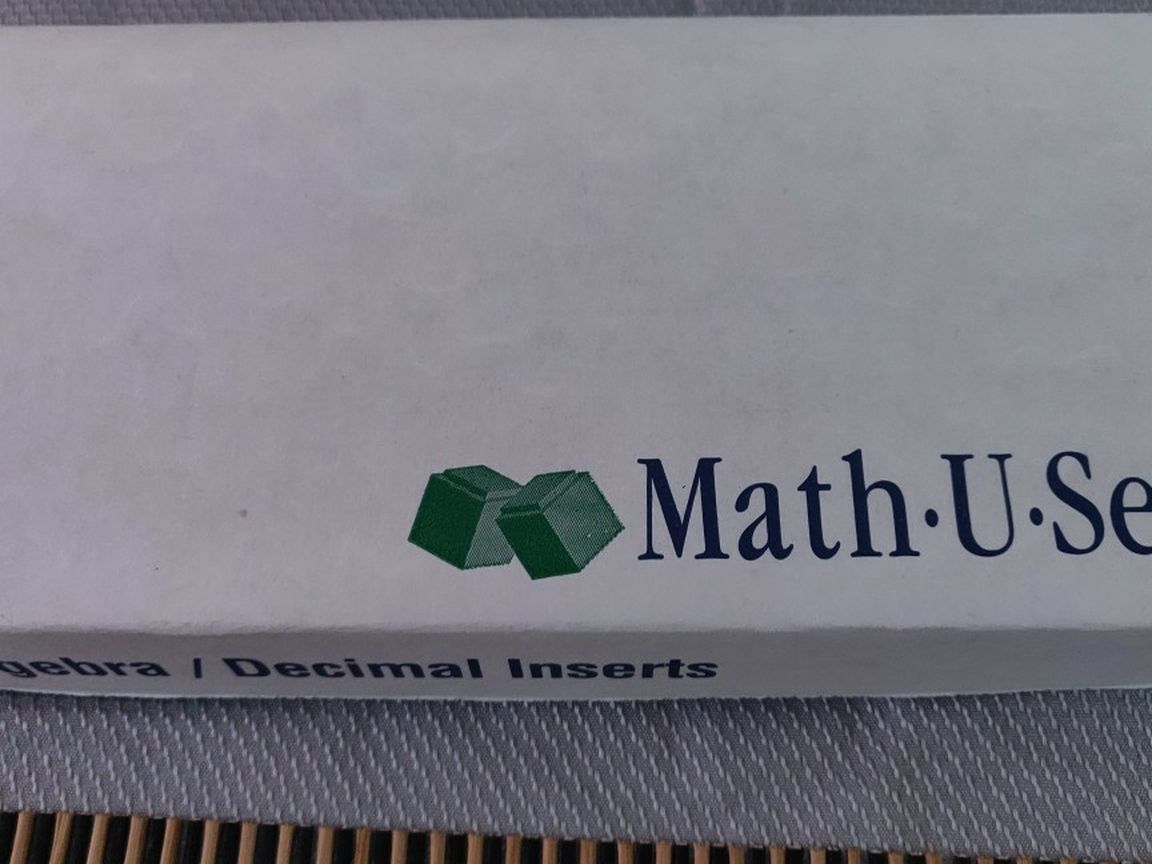 Math·U·Se
gebra / Decimal Inserts